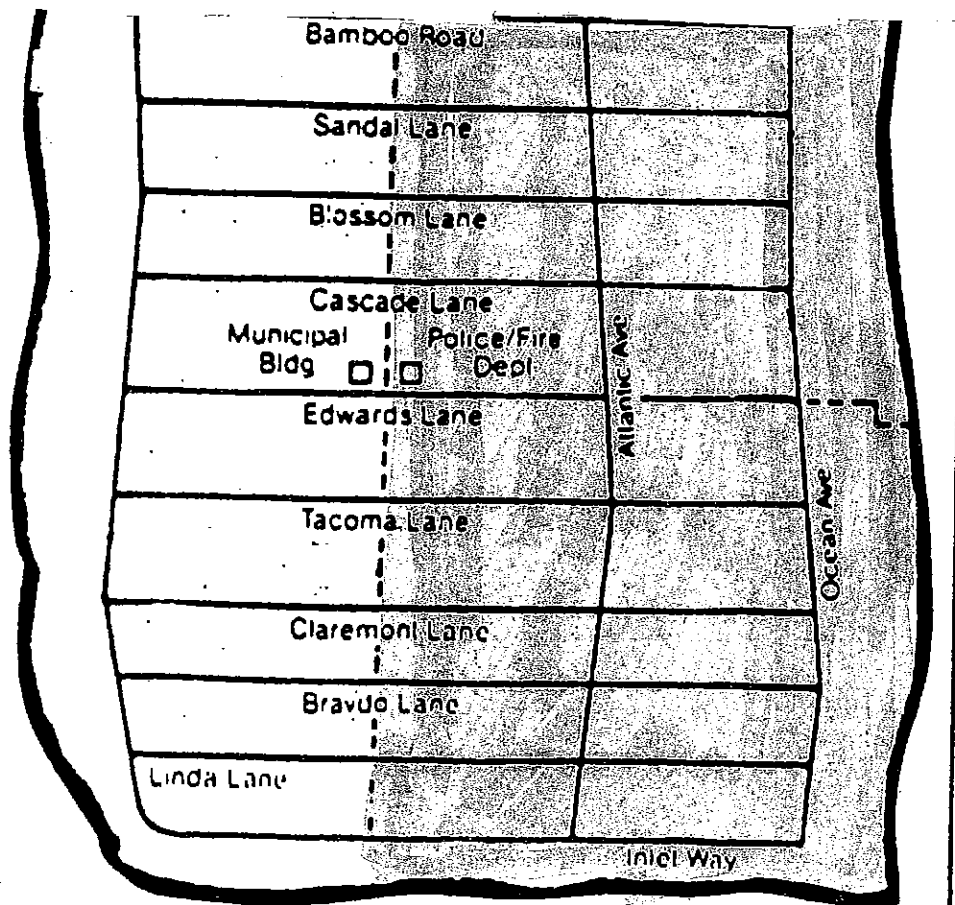 Bamboo Road
Sandal Lane
Blossom Lane
Cascade Lane
Municipal
Bldg
Police/Fire
Dept
Atlantic Ave
Edwards Lane
Ocean Ave
Tacoma Lane
Claremont Lane
Bravdo Lane
Linda Lane
Inlet Way